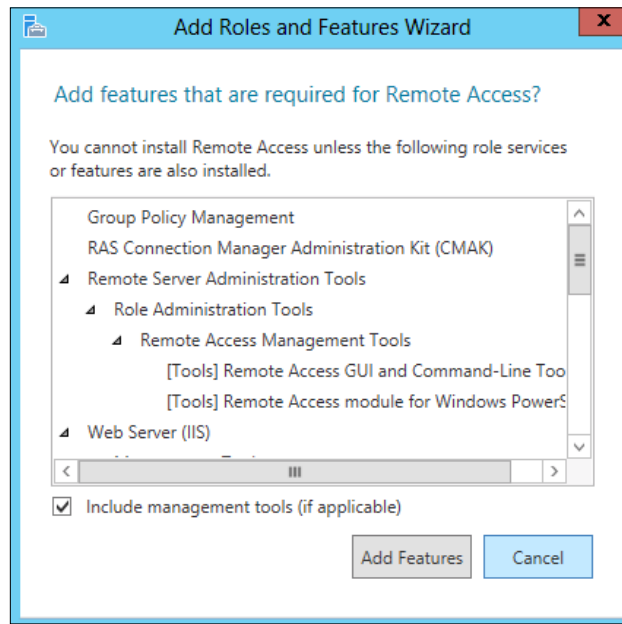 Add Roles and Features Wizard
x
Add features that are required for Remote Access?
You cannot install Remote Access unless the following role services
or features are also installed.
Group Policy Management
RAS Connection Manager Administration Kit (CMAK)
Remote Server Administration Tools
Role Administration Tools
Remote Access Management Tools
[Tools] Remote Access GUI and Command-Line Too
[Tools] Remote Access module for Windows PowerS
Web Server (IIS)
Include management tools (if applicable)
Add Features
Cancel